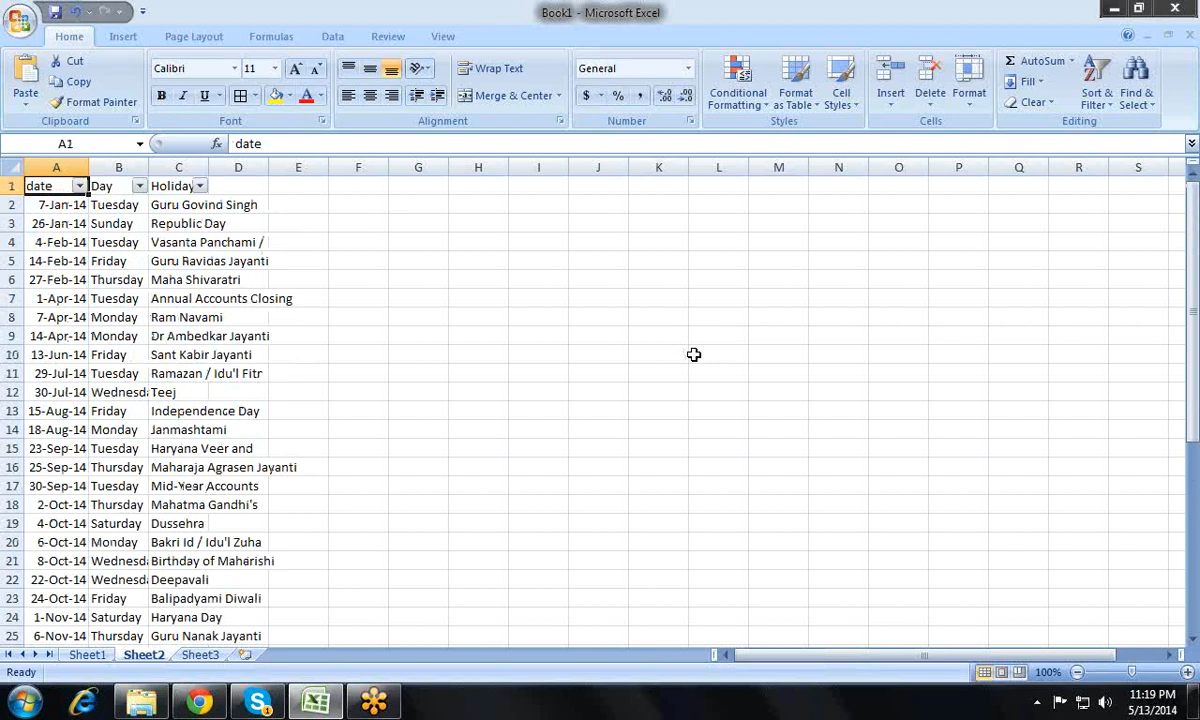 Book1 - Microsoft Excel
Home Insert Page Layout Formulas Data Review View
Paste Cut Copy Format Painter Clipboard
Calibri 11 A A B I U A Font
Wrap Text Merge & Center Alignment
General $ % , .0 .00 .00 .0 Number
Conditional Formatting Format as Table Cell Styles Styles
Insert Delete Format Cells
Σ AutoSum Fill Clear Sort & Filter Find & Select Editing
A1 fx date
A B C D E F G H I J K L M N O P Q R S
1 date Day Holiday
2 7-Jan-14 Tuesday Guru Govind Singh
3 26-Jan-14 Sunday Republic Day
4 4-Feb-14 Tuesday Vasanta Panchami /
5 14-Feb-14 Friday Guru Ravidas Jayanti
6 27-Feb-14 Thursday Maha Shivaratri
7 1-Apr-14 Tuesday Annual Accounts Closing
8 7-Apr-14 Monday Ram Navami
9 14-Apr-14 Monday Dr Ambedkar Jayanti
10 13-Jun-14 Friday Sant Kabir Jayanti
11 29-Jul-14 Tuesday Ramazan / Idu'l Fitr
12 30-Jul-14 Wednesd Teej
13 15-Aug-14 Friday Independence Day
14 18-Aug-14 Monday Janmashtami
15 23-Sep-14 Tuesday Haryana Veer and
16 25-Sep-14 Thursday Maharaja Agrasen Jayanti
17 30-Sep-14 Tuesday Mid-Year Accounts
18 2-Oct-14 Thursday Mahatma Gandhi's
19 4-Oct-14 Saturday Dussehra
20 6-Oct-14 Monday Bakri Id / Idu'l Zuha
21 8-Oct-14 Wednesd Birthday of Maharishi
22 22-Oct-14 Wednesd Deepavali
23 24-Oct-14 Friday Balipadyami Diwali
24 1-Nov-14 Saturday Haryana Day
25 6-Nov-14 Thursday Guru Nanak Jayanti
Sheet1 Sheet2 Sheet3
Ready 100%
11:19 PM
5/13/2014